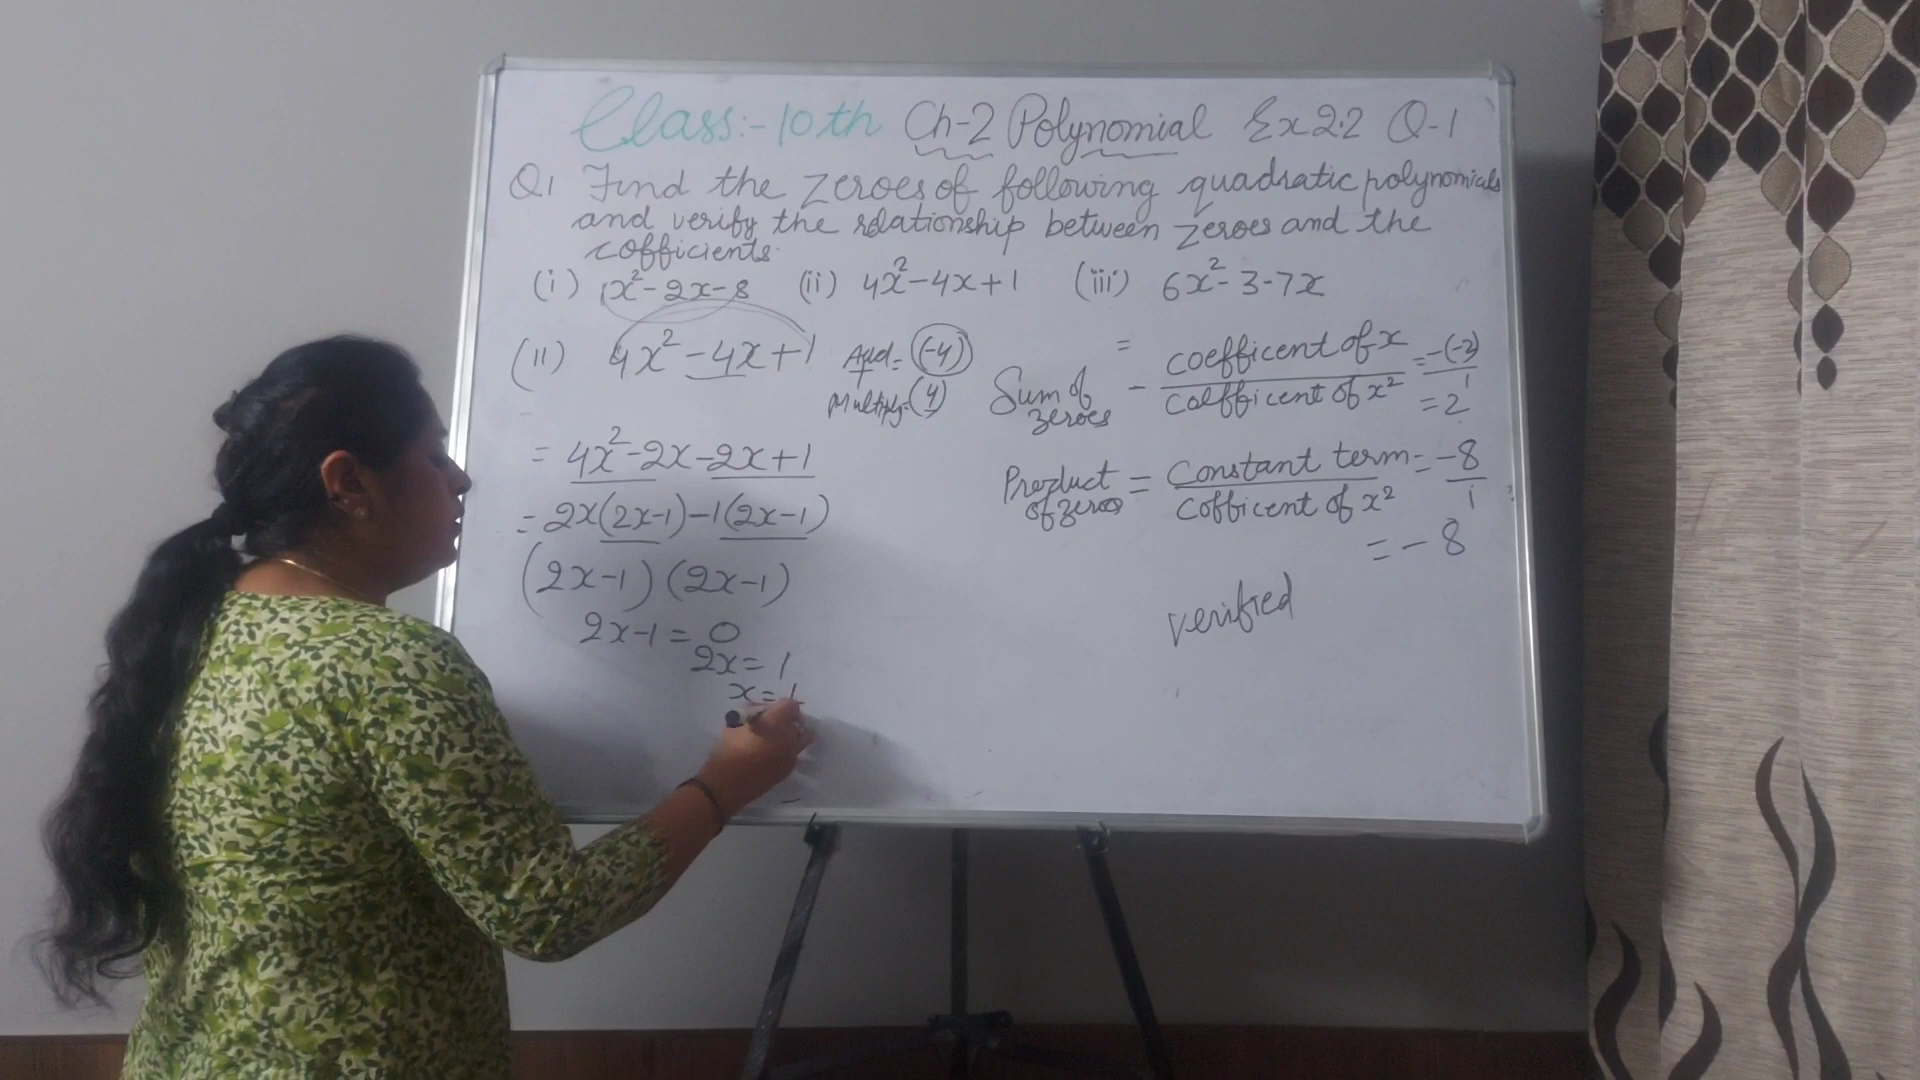 Class:- 10th Ch-2 Polynomial Ex 2.2 Q-1
Q1 Find the zeroes of following quadratic polynomials
and verify the relationship between zeroes and the
cofficients.
(i) 1x²-2x-8 (ii) 4x²-4x+1 (iii) 6x²-3-7x
(ii) 4x²-4x+1 Add = (-4)
Multiply = (4)
= 4x²-2x-2x+1
= 2x(2x-1)-1(2x-1)
(2x-1) (2x-1)
2x-1 = 0
2x = 1
x = 1
Sum of zeroes = - coefficent of x / coefficent of x² = -(-2) / 1
= 2
Product of zeroes = Constant term / Cofficent of x² = -8 / 1
= -8
verified